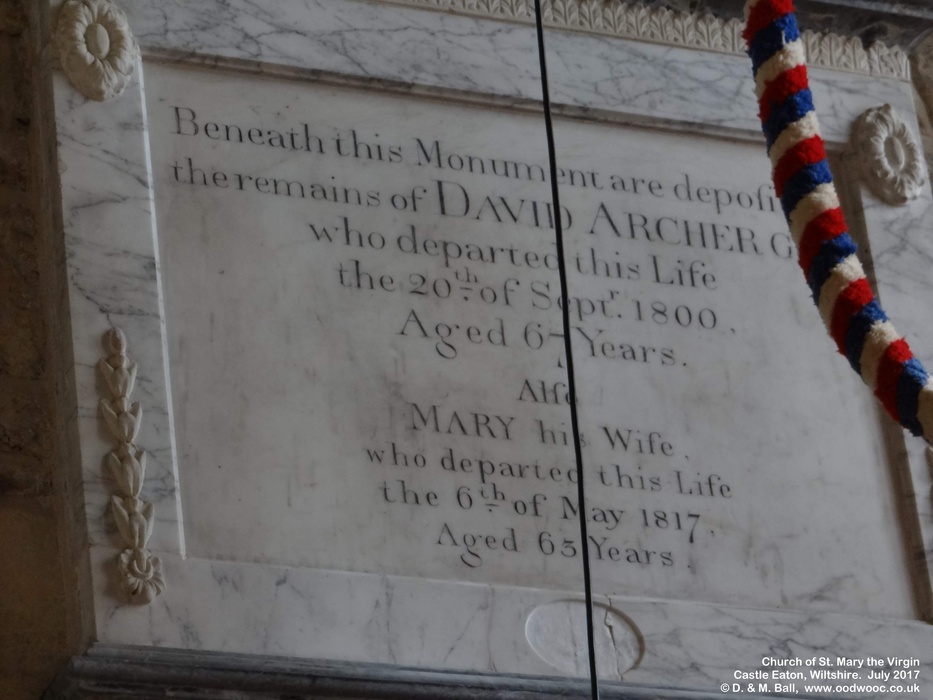 Beneath this Monument are depoſi
the remains of DAVID ARCHER G
who departed this Life
the 20th of Septr. 1800.
Aged 67 Years.
Alſo
MARY his Wife,
who departed this Life
the 6th of May 1817,
Aged 63 Years.
Church of St. Mary the Virgin
Castle Eaton, Wiltshire. July 2017
© D. & M. Ball, www.oodwooc.co.uk